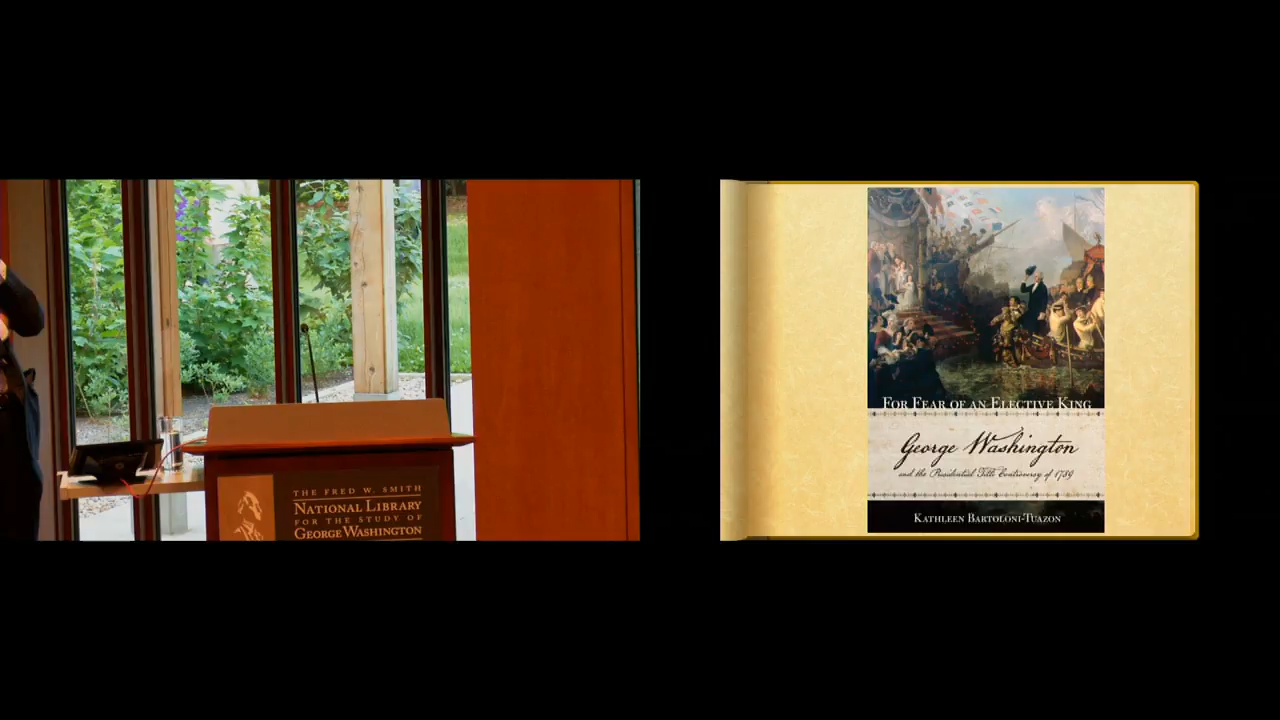 THE FRED W. SMITH
NATIONAL LIBRARY
FOR THE STUDY OF
GEORGE WASHINGTON
FOR FEAR OF AN ELECTIVE KING
George Washington
and the Presidential Title Controversy of 1789
KATHLEEN BARTOLONI-TUAZON